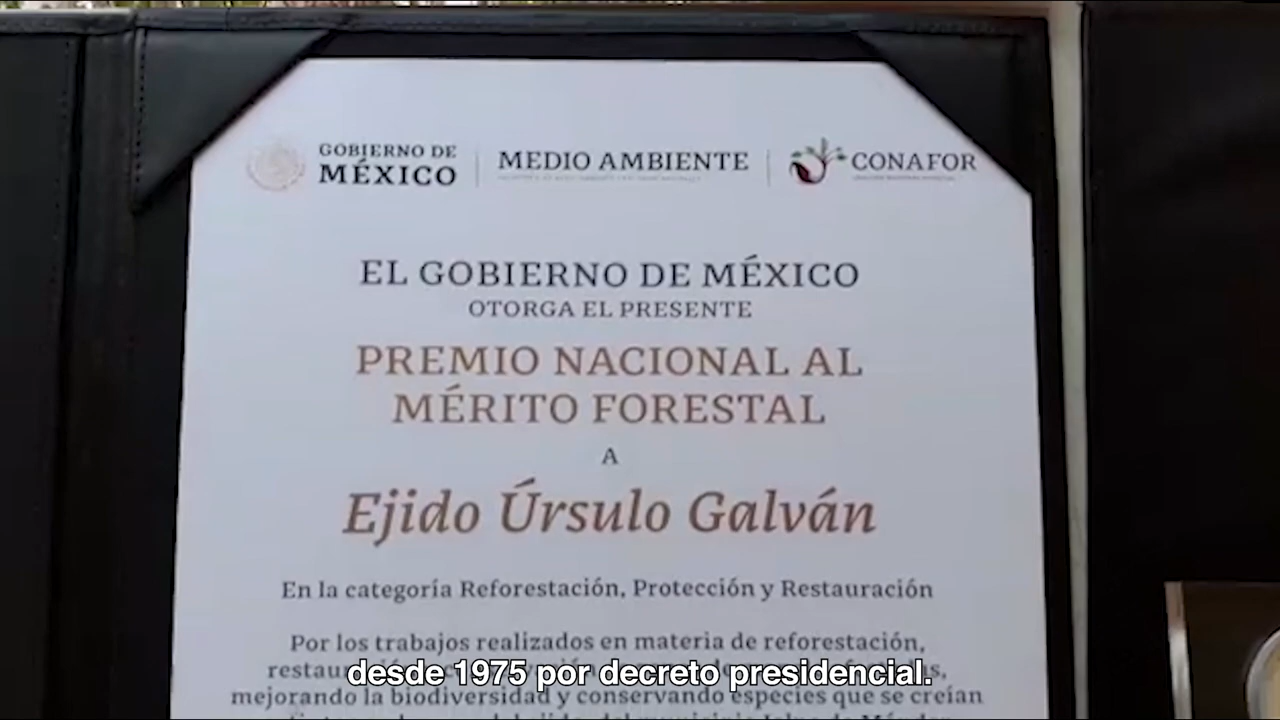 GOBIERNO DE
MÉXICO
MEDIO AMBIENTE
CONAFOR
EL GOBIERNO DE MÉXICO
OTORGA EL PRESENTE
PREMIO NACIONAL AL
MÉRITO FORESTAL
A
Ejido Úrsulo Galván
En la categoría Reforestación, Protección y Restauración
Por los trabajos realizados en materia de reforestación,
desde 1975 por decreto presidencial.
mejorando la biodiversidad y conservando especies que se creían